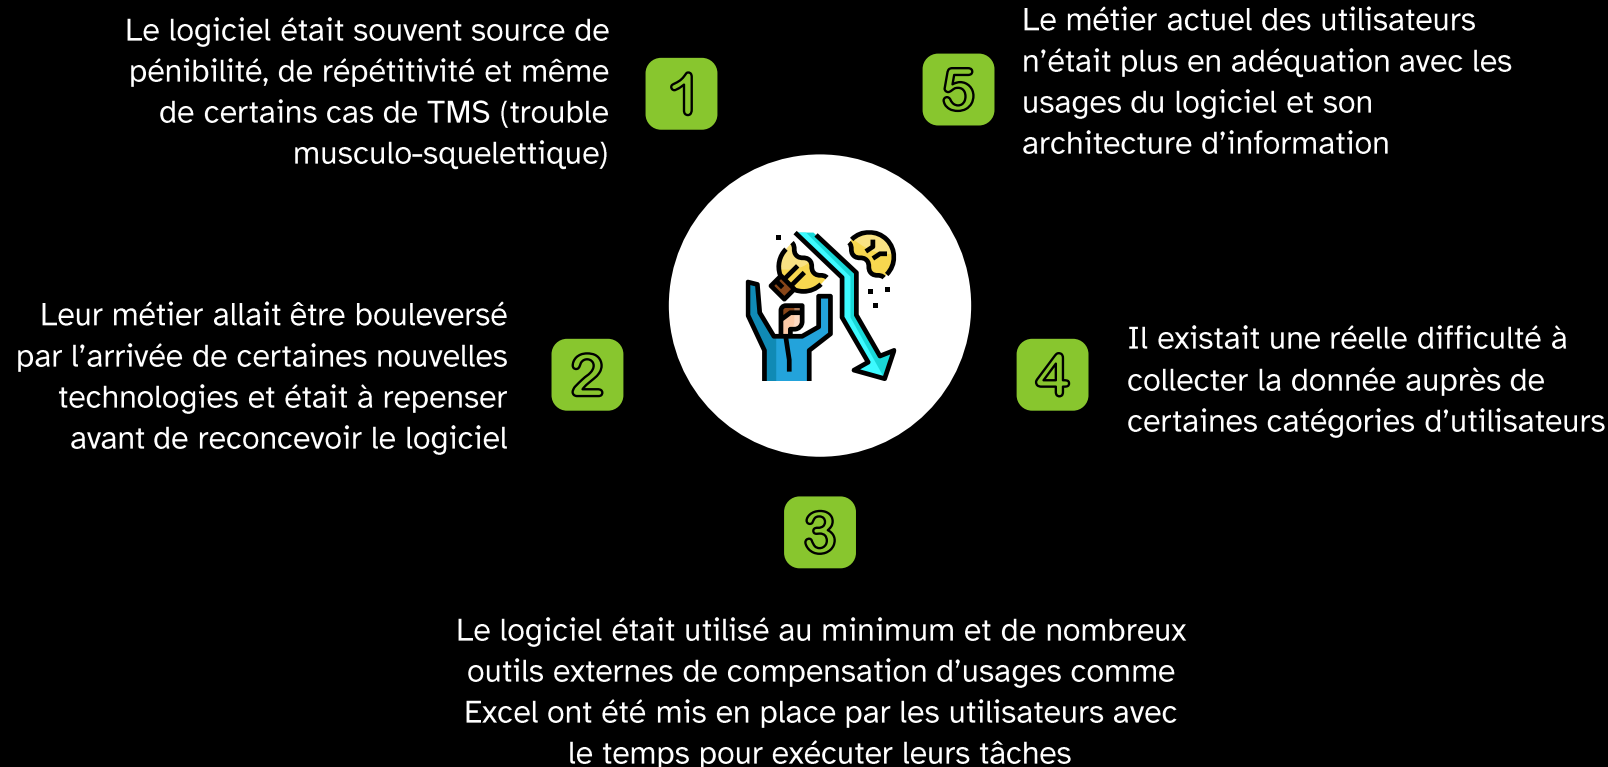 Le logiciel était souvent source de
pénibilité, de répétitivité et même
de certains cas de TMS (trouble
musculo-squelettique)
1
Leur métier allait être bouleversé
par l'arrivée de certaines nouvelles
technologies et était à repenser
avant de reconcevoir le logiciel
2
3
Le logiciel était utilisé au minimum et de nombreux
outils externes de compensation d'usages comme
Excel ont été mis en place par les utilisateurs avec
le temps pour exécuter leurs tâches
4
Il existait une réelle difficulté à
collecter la donnée auprès de
certaines catégories d'utilisateurs
5
Le métier actuel des utilisateurs
n'était plus en adéquation avec les
usages du logiciel et son
architecture d'information